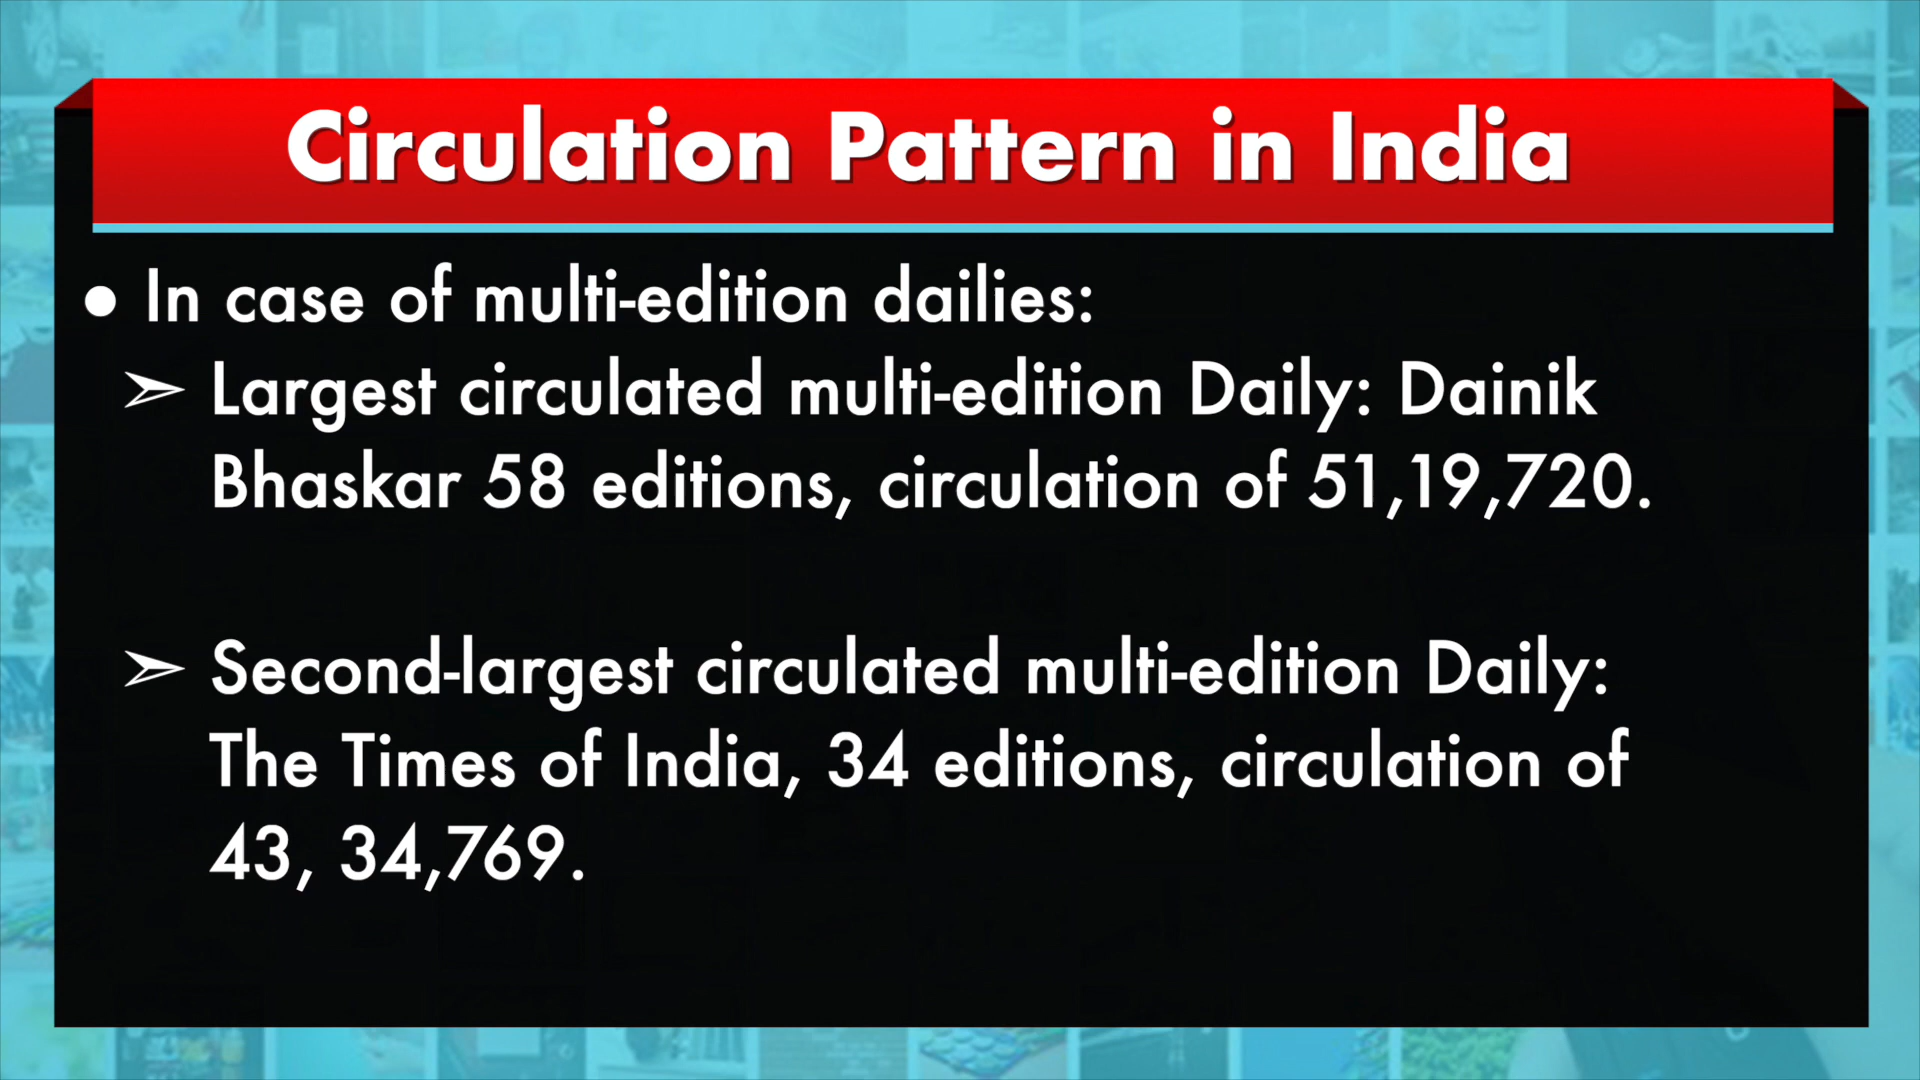 Circulation Pattern in India
● In case of multi-edition dailies:
➢ Largest circulated multi-edition Daily: Dainik
Bhaskar 58 editions, circulation of 51,19,720.
➢ Second-largest circulated multi-edition Daily:
The Times of India, 34 editions, circulation of
43, 34,769.